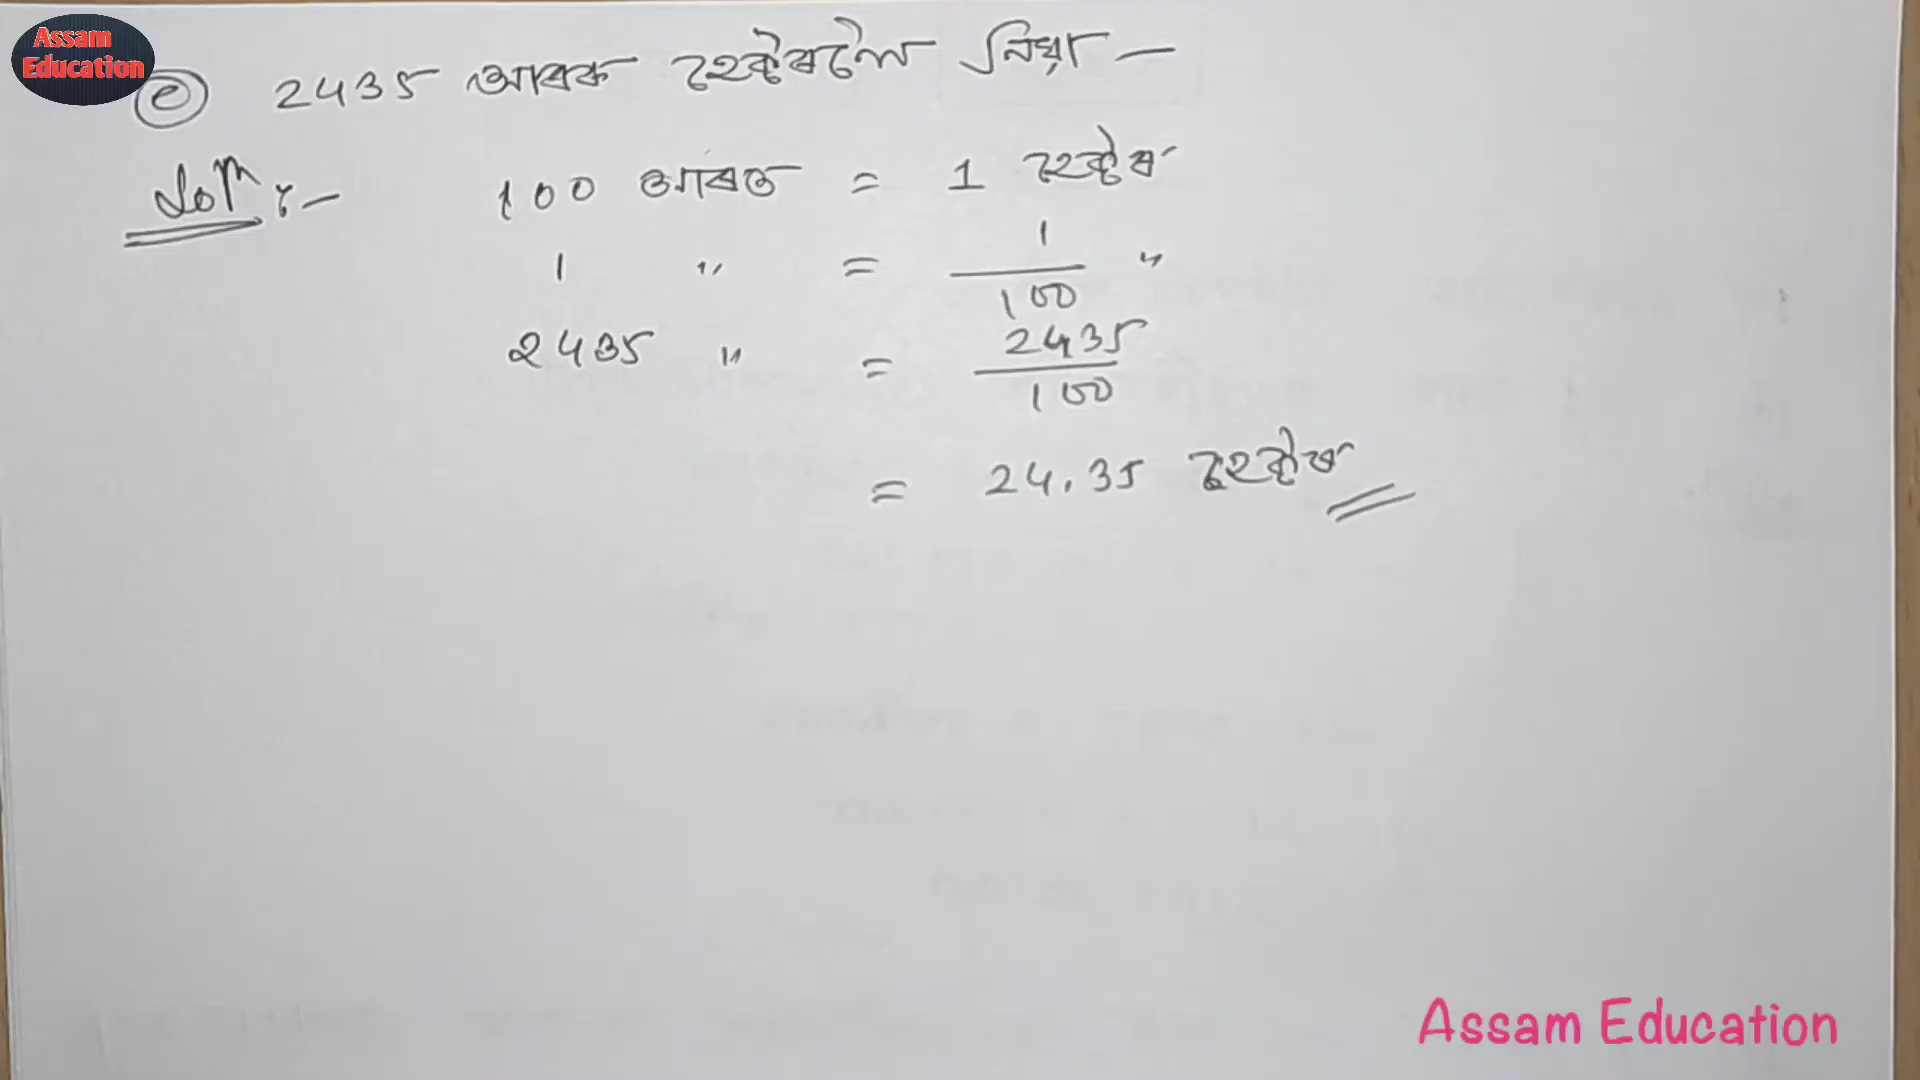 Assam
Education
e 2435 আৰক হেক্টৰলৈ নিয়া —
Solⁿ :-
100 আৰত = 1 হেক্টৰ
1 " = 1/100 "
2435 " = 2435/100
= 24.35 হেক্টৰ
Assam Education